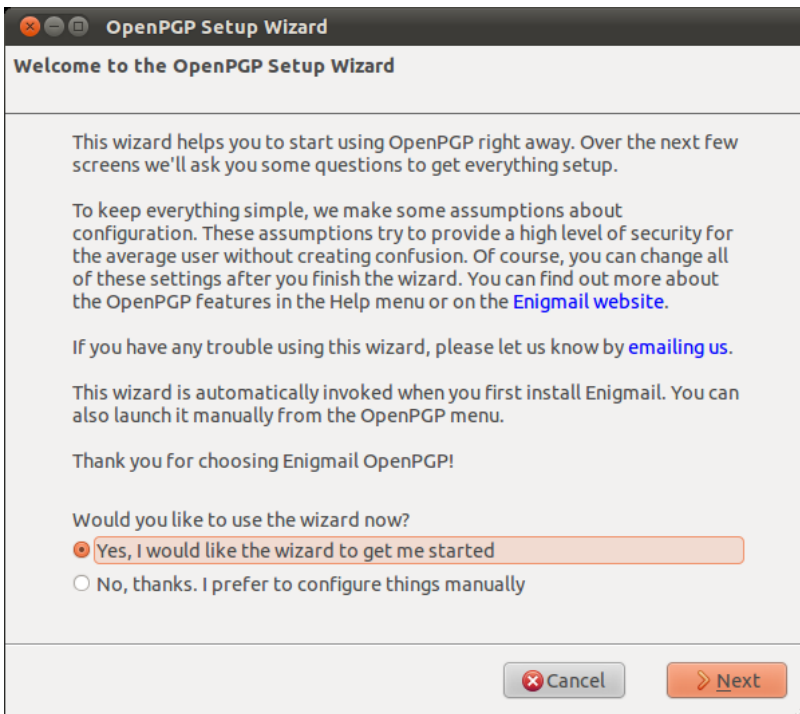 OpenPGP Setup Wizard
Welcome to the OpenPGP Setup Wizard
This wizard helps you to start using OpenPGP right away. Over the next few
screens we'll ask you some questions to get everything setup.
To keep everything simple, we make some assumptions about
configuration. These assumptions try to provide a high level of security for
the average user without creating confusion. Of course, you can change all
of these settings after you finish the wizard. You can find out more about
the OpenPGP features in the Help menu or on the Enigmail website.
If you have any trouble using this wizard, please let us know by emailing us.
This wizard is automatically invoked when you first install Enigmail. You can
also launch it manually from the OpenPGP menu.
Thank you for choosing Enigmail OpenPGP!
Would you like to use the wizard now?
Yes, I would like the wizard to get me started
No, thanks. I prefer to configure things manually
Cancel Next